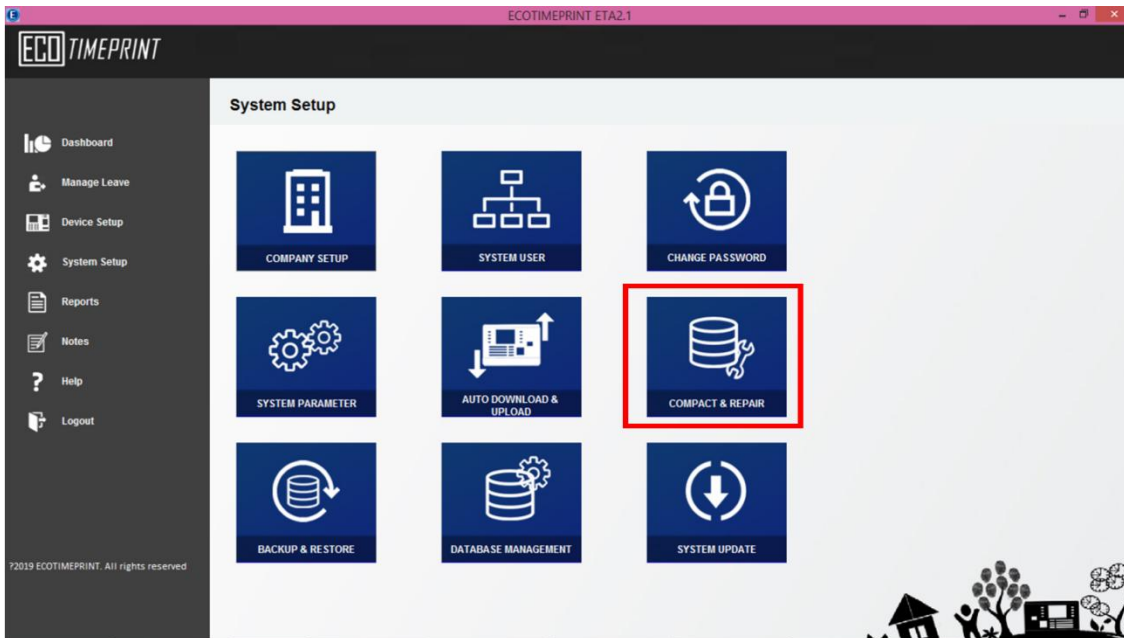 E
ECOTIMEPRINT ETA2.1
ECO TIMEPRINT
System Setup
Dashboard
Manage Leave
Device Setup
System Setup
Reports
Notes
? Help
Logout
COMPANY SETUP
SYSTEM USER
CHANGE PASSWORD
SYSTEM PARAMETER
AUTO DOWNLOAD &
UPLOAD
COMPACT & REPAIR
BACKUP & RESTORE
DATABASE MANAGEMENT
SYSTEM UPDATE
?2019 ECOTIMEPRINT. All rights reserved